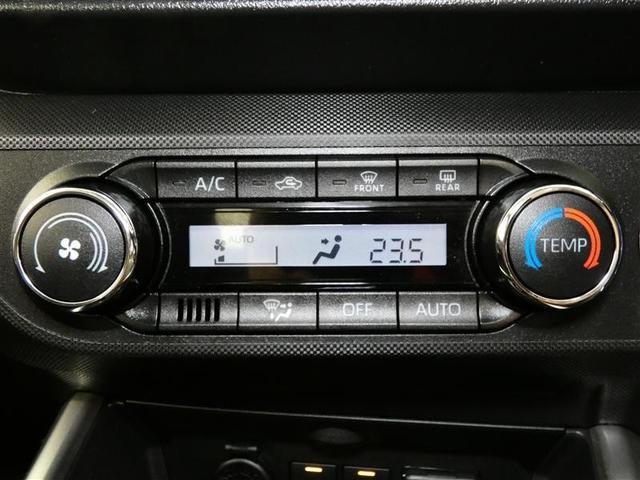 A/C
FRONT
REAR
AUTO
23.5
TEMP
OFF
AUTO